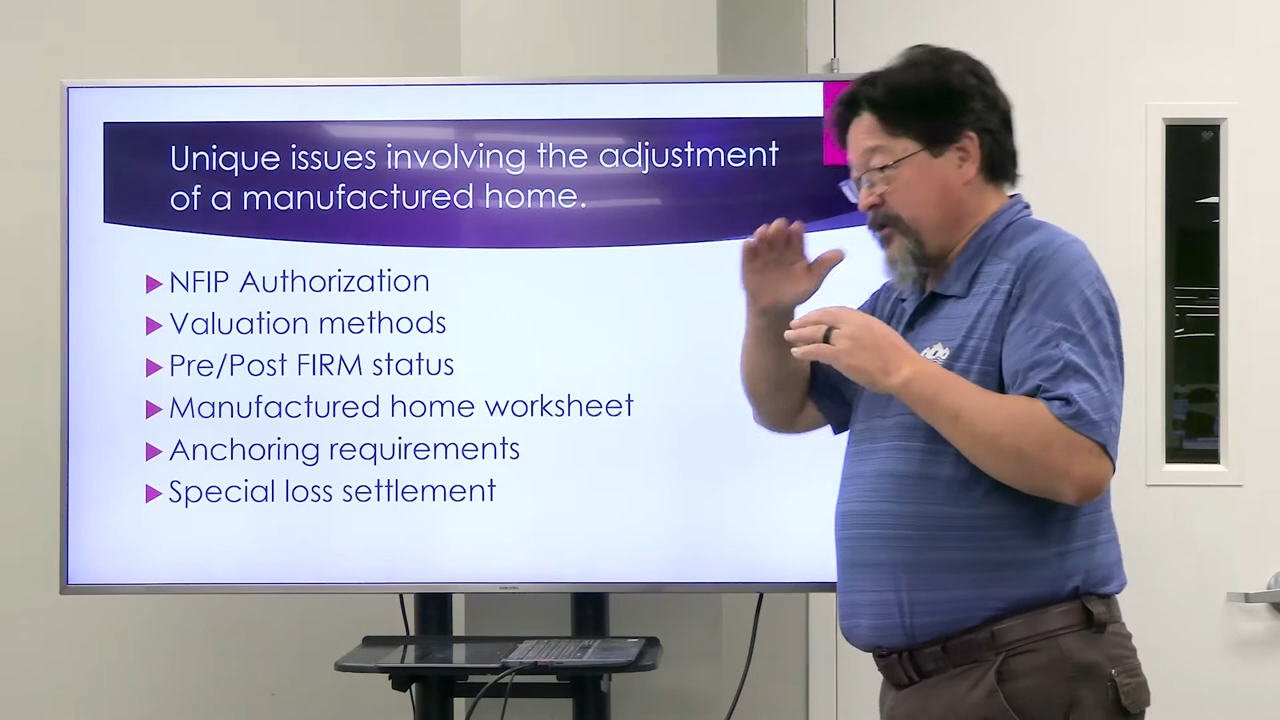 Unique issues involving the adjustment
of a manufactured home.
NFIP Authorization
Valuation methods
Pre/Post FIRM status
Manufactured home worksheet
Anchoring requirements
Special loss settlement